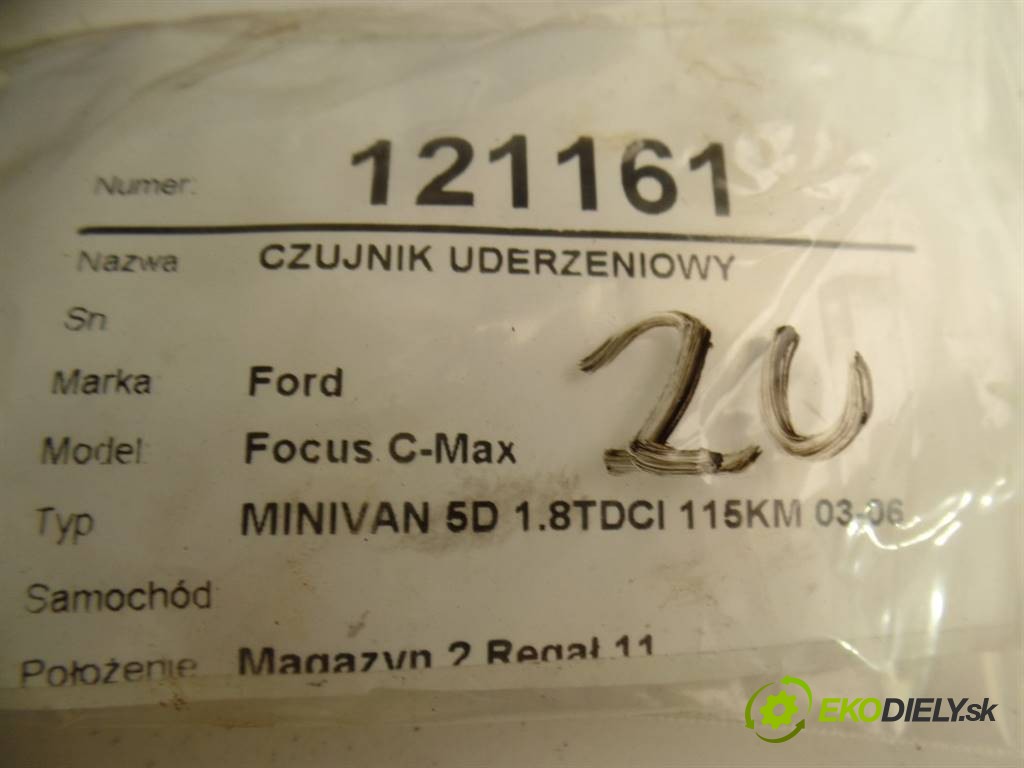 Numer: 121161
Nazwa CZUJNIK UDERZENIOWY
Sn
Marka Ford
20
Model: Focus C-Max
Typ MINIVAN 5D 1.8TDCI 115KM 03-06
Samochód
Położenie Magazyn 2 Regał 11
EKODIELY.sk